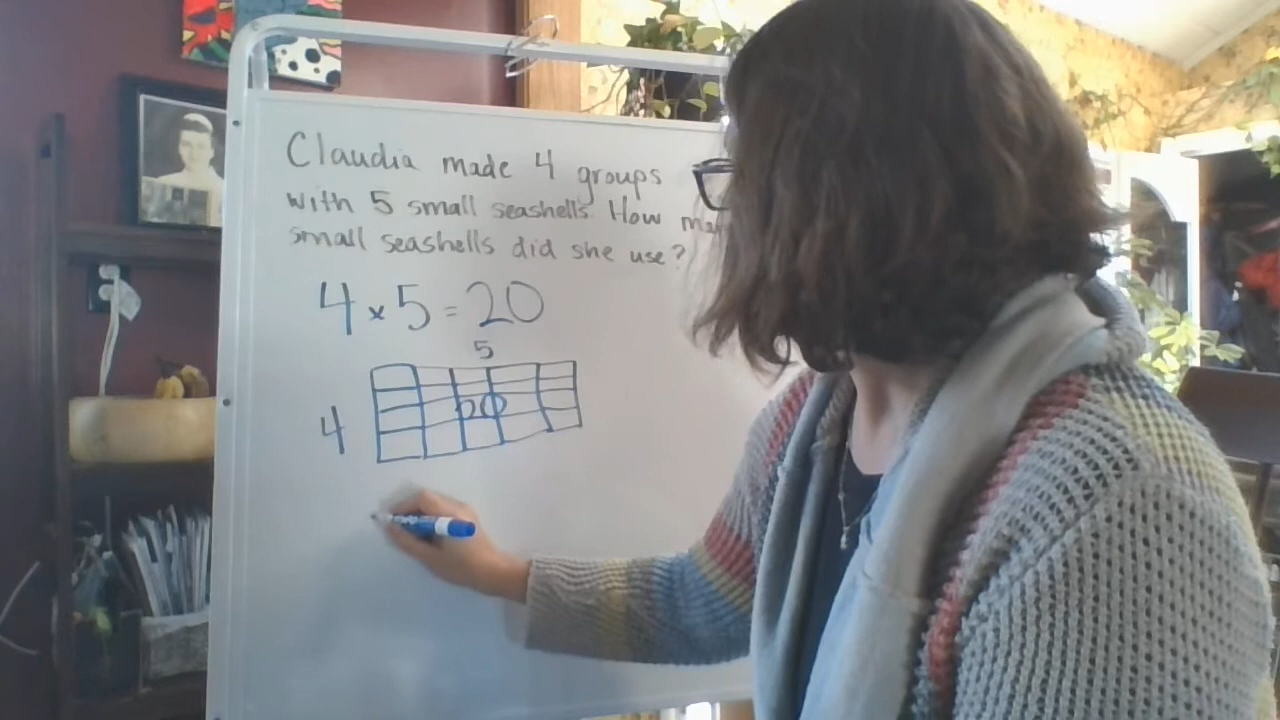 Claudia made 4 groups
with 5 small seashells. How
small seashells did she use?
4 × 5 = 20
5
4
20